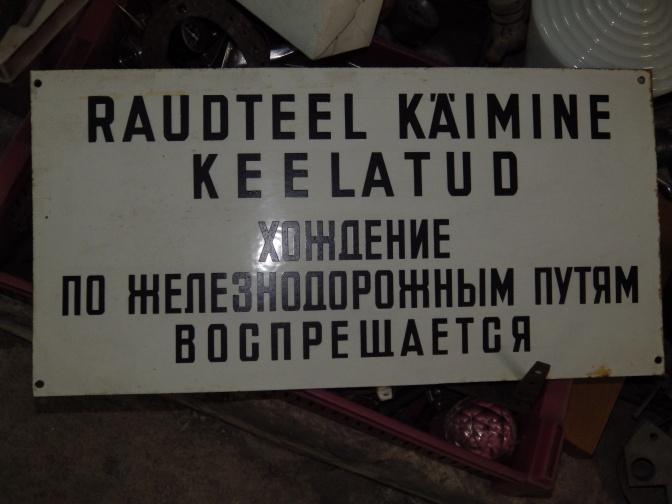 RAUDTEEL KÄIMINE
KEELATUD
ХОЖДЕНИЕ
ПО ЖЕЛЕЗНОДОРОЖНЫМ ПУТЯМ
ВОСПРЕЩАЕТСЯ